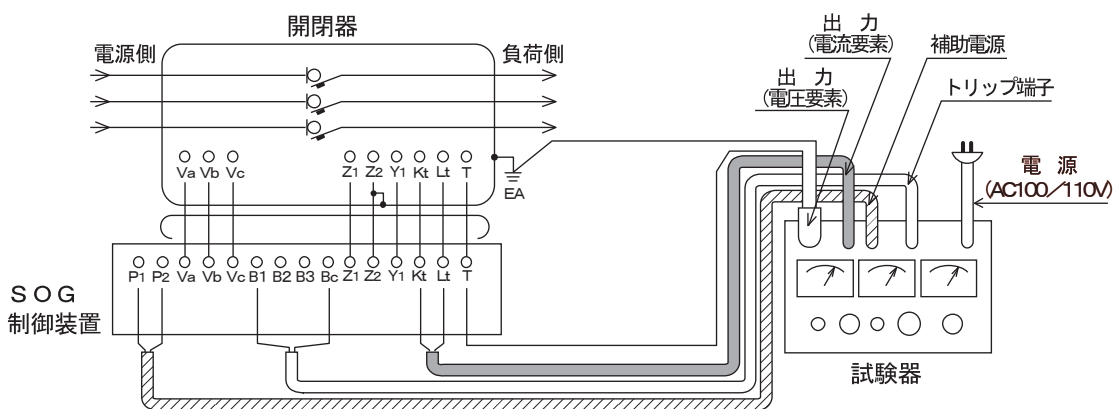 開閉器
電源側
負荷側
出 力
(電流要素)
補助電源
出 力
(電圧要素)
トリップ端子
電 源
(AC100/110V)
Va Vb Vc Z1 Z2 Y1 Kt Lt T
EA
P1 P2 Va Vb Vc B1 B2 B3 Bc Z1 Z2 Y1 Kt Lt T
SOG
制御装置
試験器